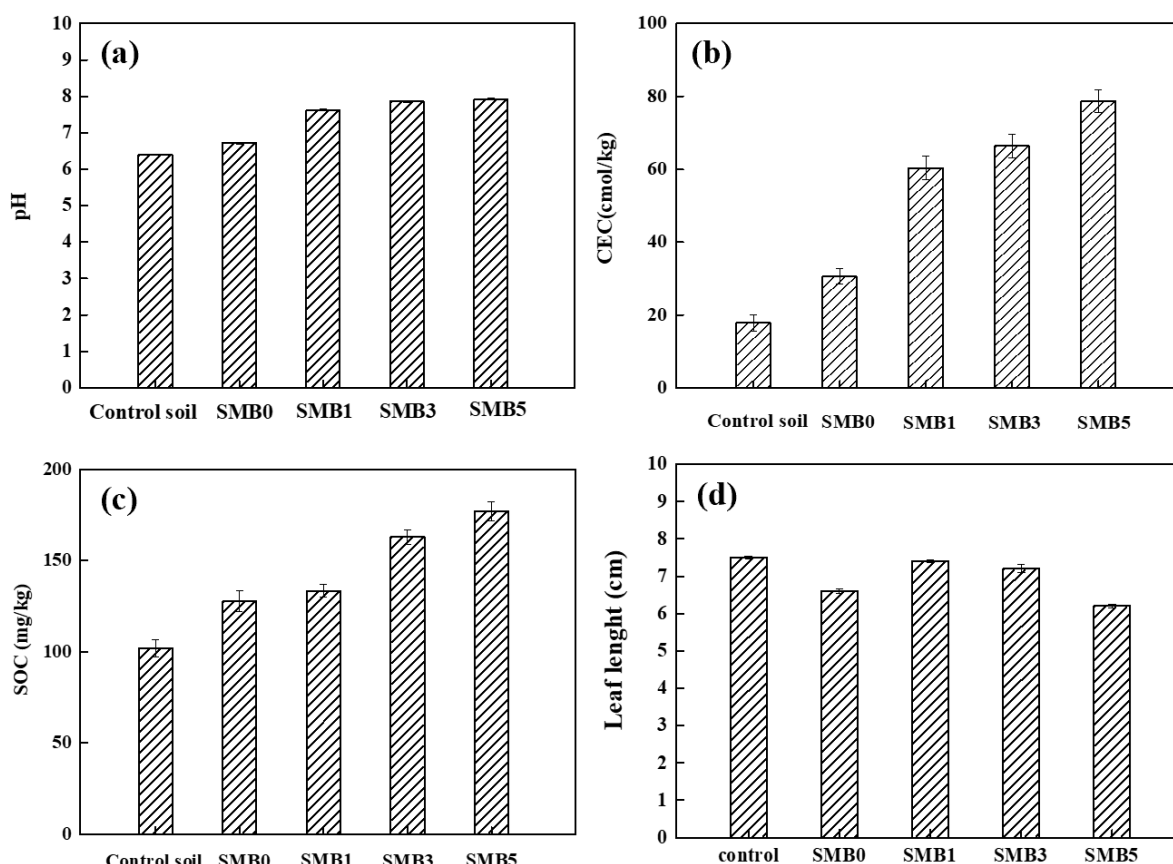 (a)
pH
10
9
8
7
6
5
4
3
2
1
0
Control soil SMB0 SMB1 SMB3 SMB5
(b)
CEC(cmol/kg)
100
80
60
40
20
0
Control soil SMB0 SMB1 SMB3 SMB5
(c)
SOC (mg/kg)
200
150
100
50
0
Control soil SMB0 SMB1 SMB3 SMB5
(d)
Leaf lenght (cm)
10
9
8
7
6
5
4
3
2
1
0
control SMB0 SMB1 SMB3 SMB5